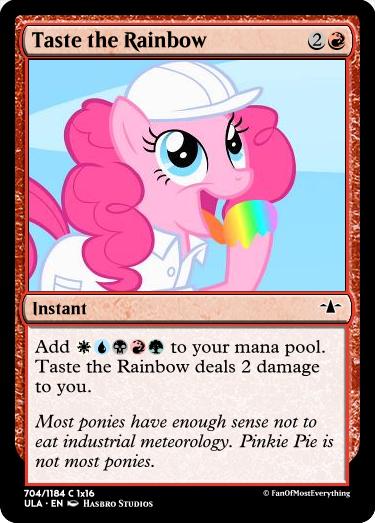 Taste the Rainbow 2
Instant
Add to your mana pool.
Taste the Rainbow deals 2 damage
to you.
Most ponies have enough sense not to
eat industrial meteorology. Pinkie Pie is
not most ponies.
704/1184 C 1x16
ULA • EN HASBRO STUDIOS
© FanOfMostEverything